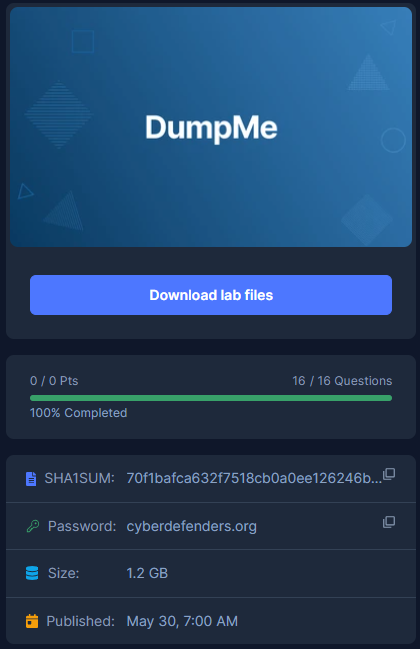 DumpMe
Download lab files
0 / 0 Pts 16 / 16 Questions
100% Completed
SHA1SUM: 70f1bafca632f7518cb0a0ee126246b...
Password: cyberdefenders.org
Size: 1.2 GB
Published: May 30, 7:00 AM